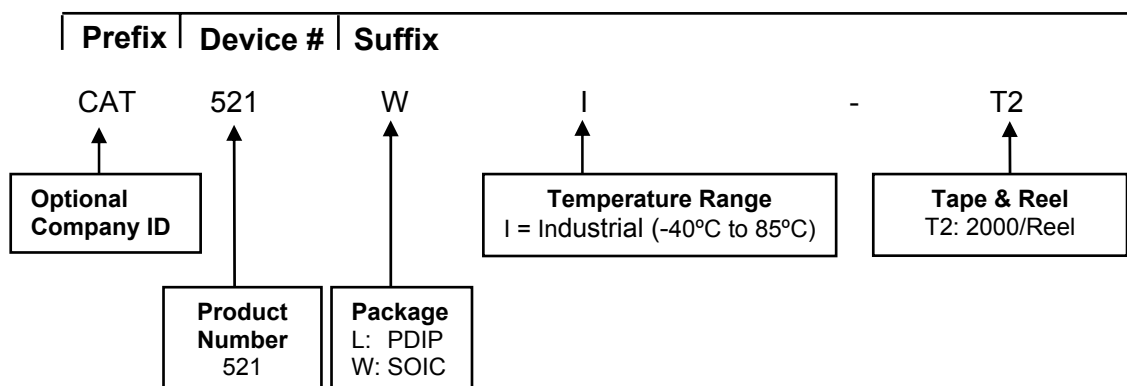 Prefix Device # Suffix
CAT 521 W I - T2
Optional
Company ID
Temperature Range
I = Industrial (-40ºC to 85ºC)
Tape & Reel
T2: 2000/Reel
Product
Number
521
Package
L: PDIP
W: SOIC